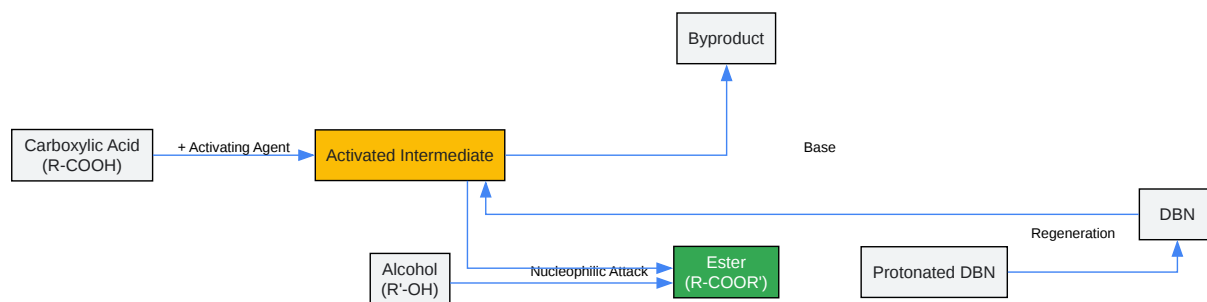 Byproduct
Carboxylic Acid
(R-COOH)
+ Activating Agent
Activated Intermediate
Base
DBN
Regeneration
Alcohol
(R'-OH)
Nucleophilic Attack
Ester
(R-COOR')
Protonated DBN